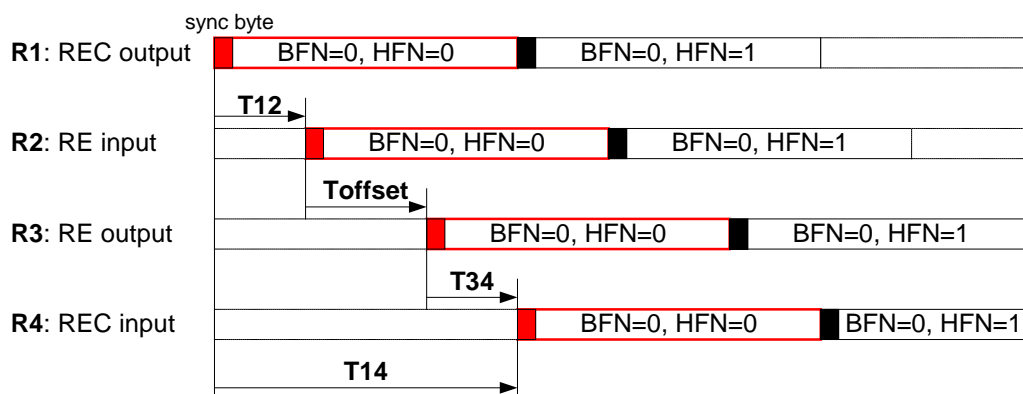 sync byte
R1: REC output
BFN=0, HFN=0
BFN=0, HFN=1
T12
R2: RE input
BFN=0, HFN=0
BFN=0, HFN=1
Toffset
R3: RE output
BFN=0, HFN=0
BFN=0, HFN=1
T34
R4: REC input
BFN=0, HFN=0
BFN=0, HFN=1
T14